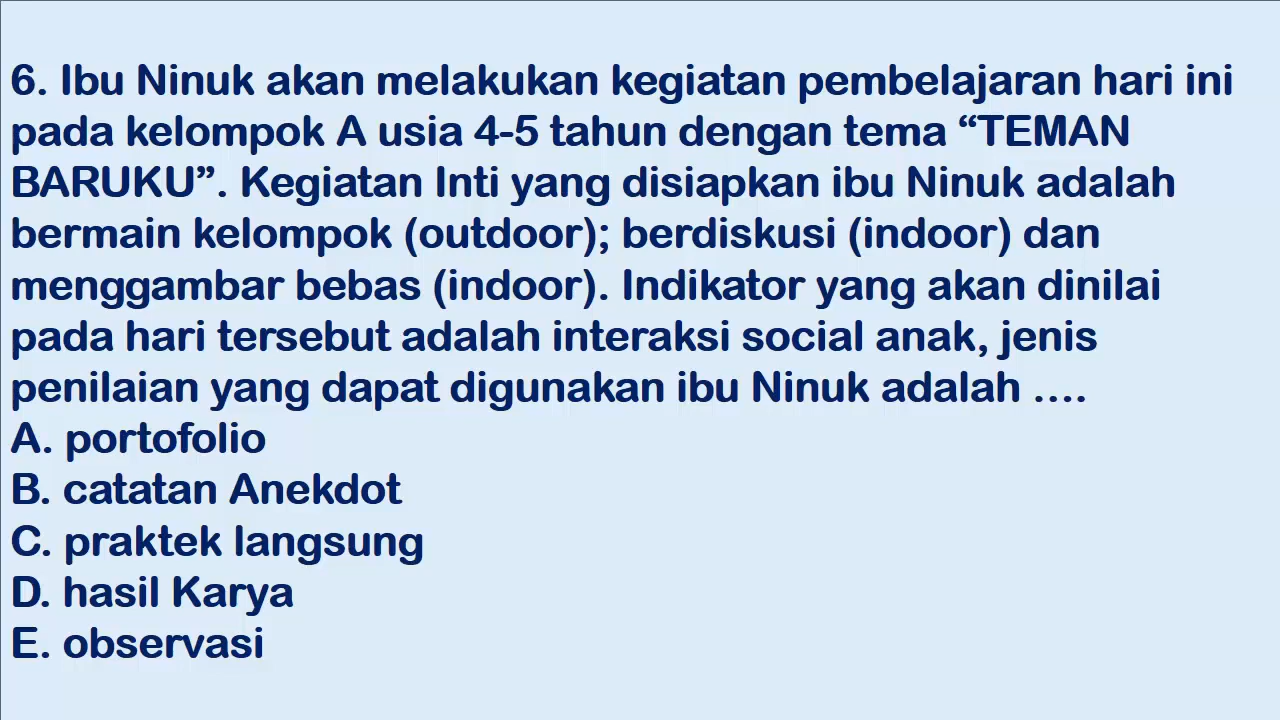 6. Ibu Ninuk akan melakukan kegiatan pembelajaran hari ini
pada kelompok A usia 4-5 tahun dengan tema “TEMAN
BARUKU”. Kegiatan Inti yang disiapkan ibu Ninuk adalah
bermain kelompok (outdoor); berdiskusi (indoor) dan
menggambar bebas (indoor). Indikator yang akan dinilai
pada hari tersebut adalah interaksi social anak, jenis
penilaian yang dapat digunakan ibu Ninuk adalah ....
A. portofolio
B. catatan Anekdot
C. praktek langsung
D. hasil Karya
E. observasi